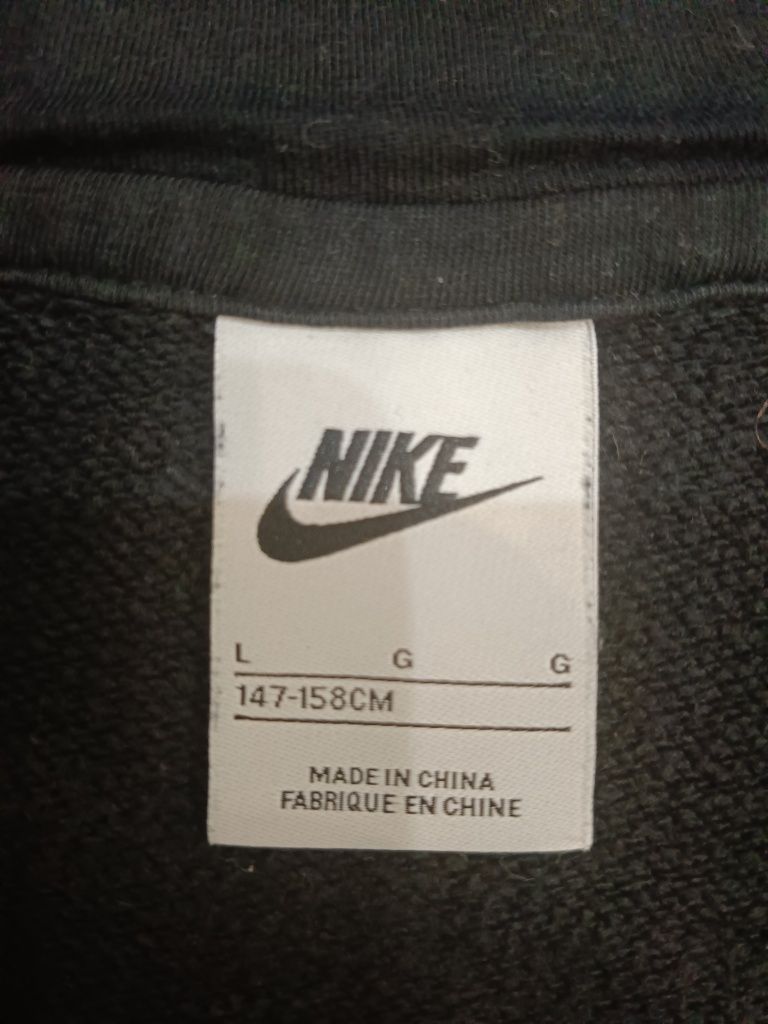 NIKE
L G G
147-158CM
MADE IN CHINA
FABRIQUE EN CHINE